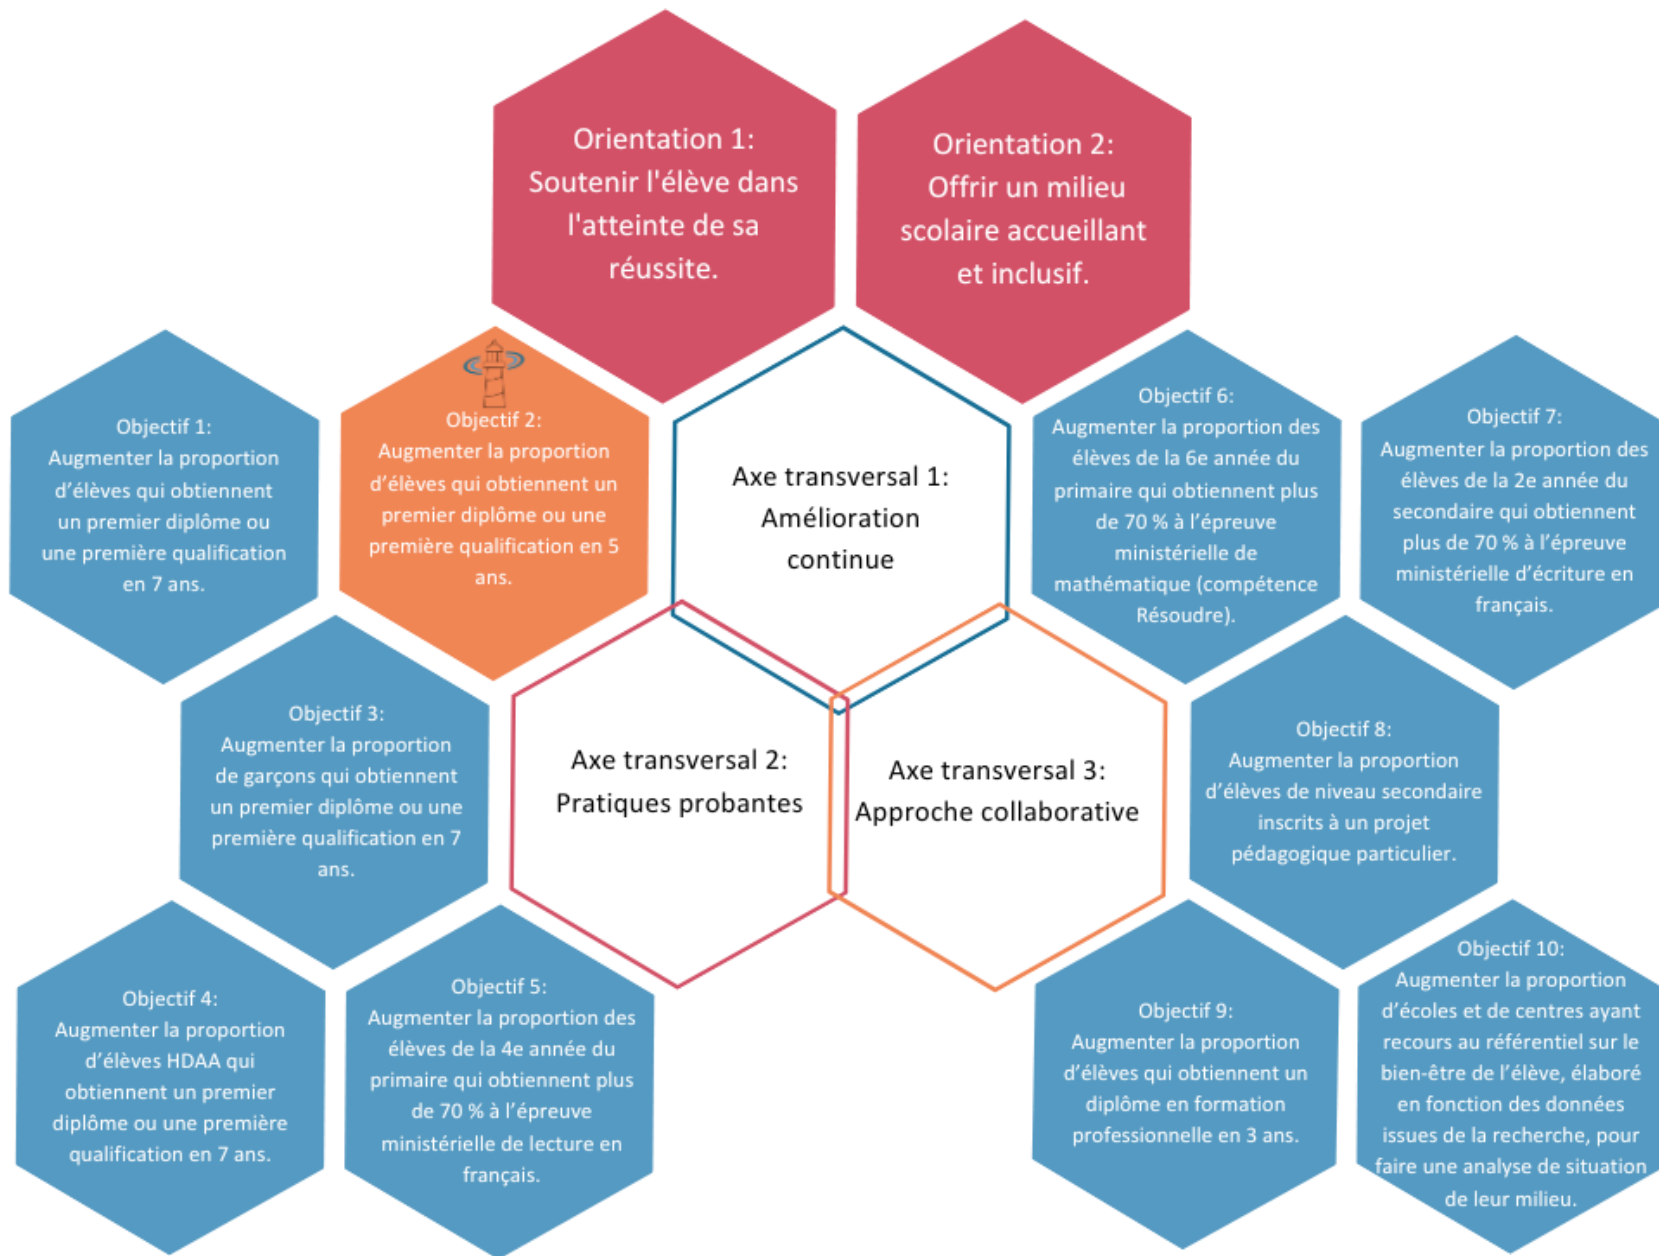 Orientation 1:
Soutenir l'élève dans
l'atteinte de sa
réussite.
Orientation 2:
Offrir un milieu
scolaire accueillant
et inclusif.
Objectif 1:
Augmenter la proportion
d’élèves qui obtiennent
un premier diplôme ou
une première qualification
en 7 ans.
Objectif 2:
Augmenter la proportion
d’élèves qui obtiennent un
premier diplôme ou une
première qualification en 5
ans.
Axe transversal 1:
Amélioration
continue
Objectif 6:
Augmenter la proportion des
élèves de la 6e année du
primaire qui obtiennent plus
de 70 % à l’épreuve
ministérielle de
mathématique (compétence
Résoudre).
Objectif 7:
Augmenter la proportion des
élèves de la 2e année du
secondaire qui obtiennent
plus de 70 % à l’épreuve
ministérielle d’écriture en
français.
Objectif 3:
Augmenter la proportion
de garçons qui obtiennent
un premier diplôme ou une
première qualification en 7
ans.
Axe transversal 2:
Pratiques probantes
Axe transversal 3:
Approche collaborative
Objectif 8:
Augmenter la proportion
d’élèves de niveau secondaire
inscrits à un projet
pédagogique particulier.
Objectif 4:
Augmenter la proportion
d’élèves HDAA qui
obtiennent un premier
diplôme ou une première
qualification en 7 ans.
Objectif 5:
Augmenter la proportion des
élèves de la 4e année du
primaire qui obtiennent plus
de 70 % à l’épreuve
ministérielle de lecture en
français.
Objectif 9:
Augmenter la proportion
d’élèves qui obtiennent un
diplôme en formation
professionnelle en 3 ans.
Objectif 10:
Augmenter la proportion
d’écoles et de centres ayant
recours au référentiel sur le
bien-être de l’élève, élaboré
en fonction des données
issues de la recherche, pour
faire une analyse de situation
de leur milieu.